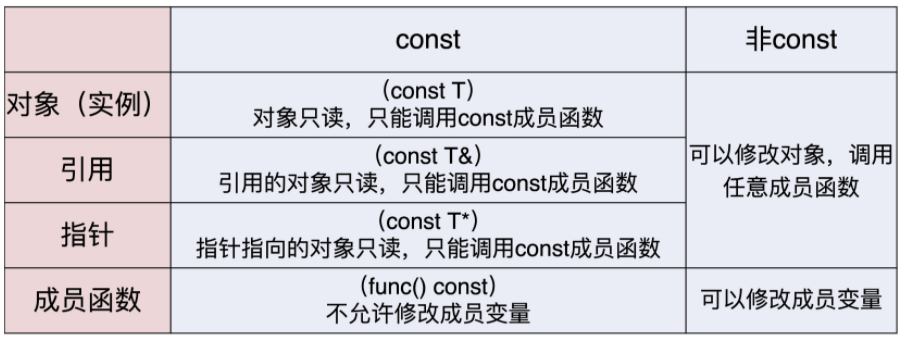 const
非const
对象（实例）
（const T）
对象只读，只能调用const成员函数
引用
（const T&）
引用的对象只读，只能调用const成员函数
指针
（const T*）
指针指向的对象只读，只能调用const成员函数
可以修改对象，调用
任意成员函数
成员函数
（func() const）
不允许修改成员变量
可以修改成员变量